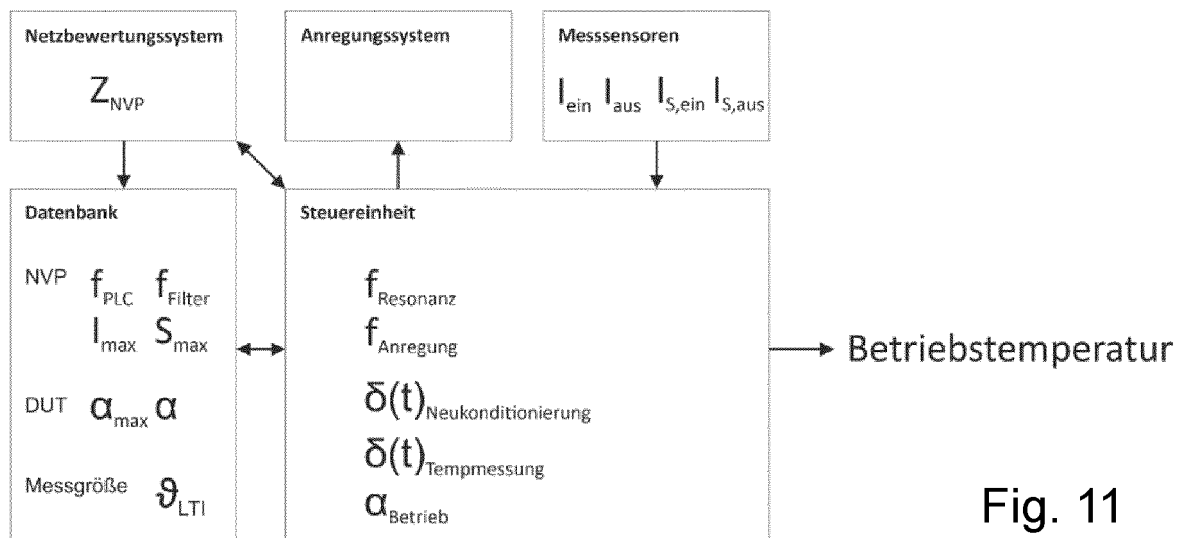 Netzbewertungssystem
Z_NVP
Anregungssystem
Messsensoren
I_ein I_aus I_S,ein I_S,aus
Datenbank
NVP f_PLC f_Filter
I_max S_max
DUT α_max α
Messgröße ϑ_LTI
Steuereinheit
f_Resonanz
f_Anregung
δ(t)_Neukonditionierung
δ(t)_Tempmessung
α_Betrieb
Betriebstemperatur
Fig. 11